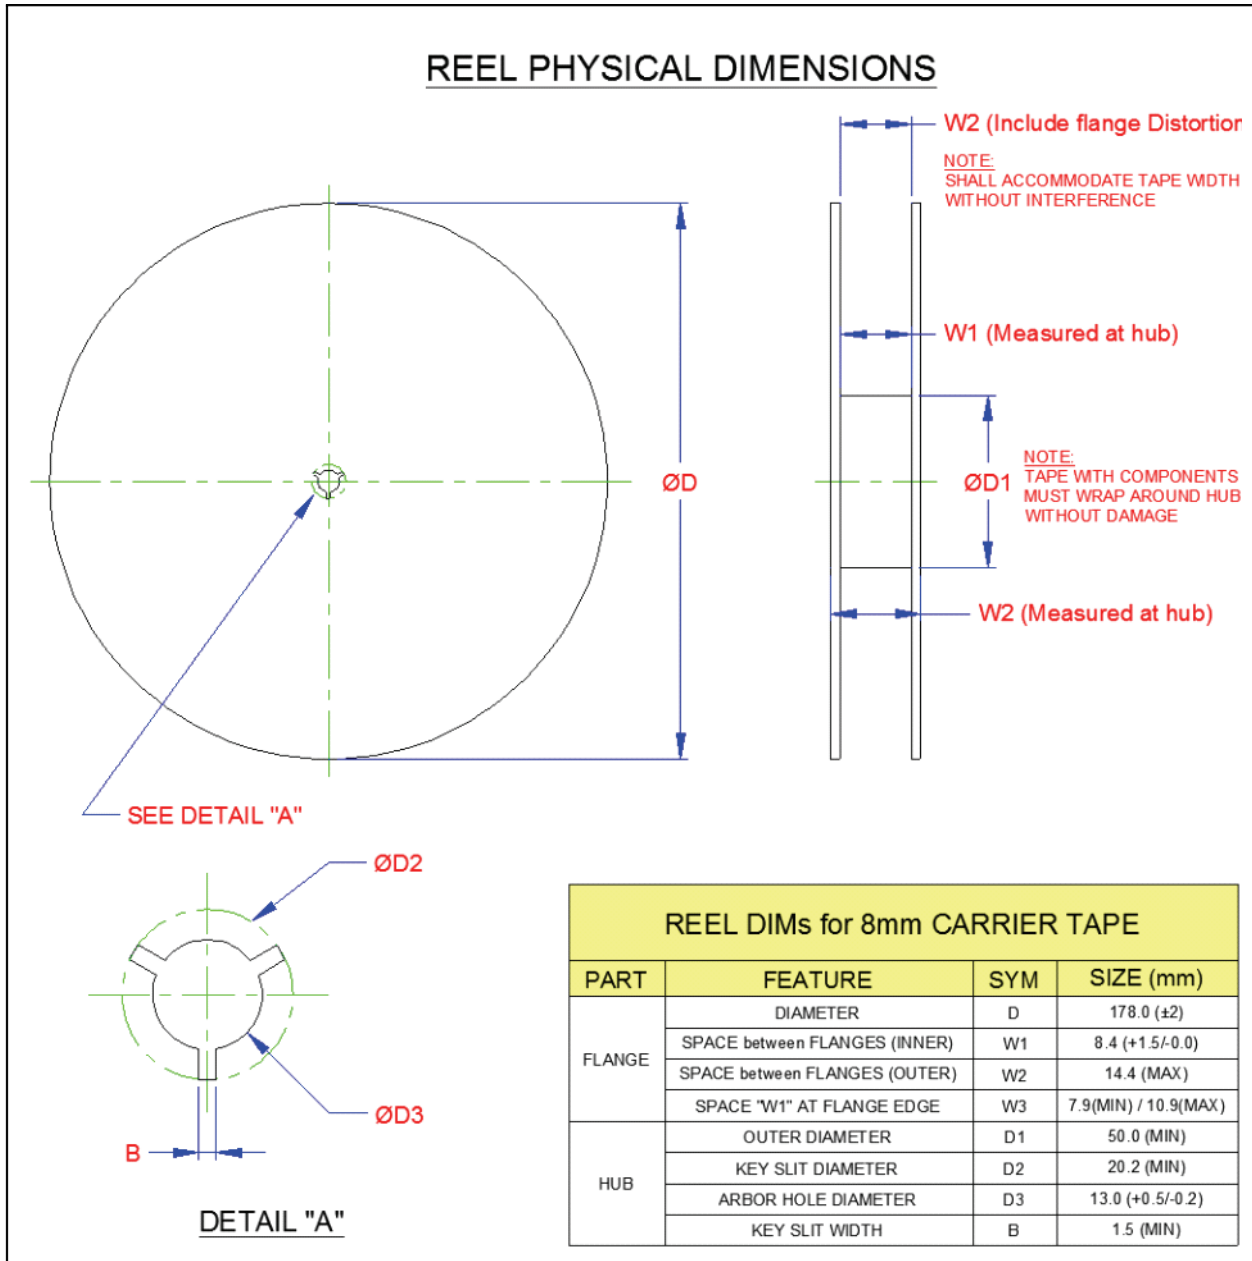 REEL PHYSICAL DIMENSIONS
W2 (Include flange Distortion
NOTE:
SHALL ACCOMMODATE TAPE WIDTH
WITHOUT INTERFERENCE
W1 (Measured at hub)
ØD
ØD1
NOTE:
TAPE WITH COMPONENTS
MUST WRAP AROUND HUB
WITHOUT DAMAGE
W2 (Measured at hub)
SEE DETAIL "A"
ØD2
ØD3
B
DETAIL "A"
REEL DIMs for 8mm CARRIER TAPE
PART FEATURE SYM SIZE (mm)
FLANGE
DIAMETER D 178.0 (±2)
SPACE between FLANGES (INNER) W1 8.4 (+1.5/-0.0)
SPACE between FLANGES (OUTER) W2 14.4 (MAX)
SPACE "W1" AT FLANGE EDGE W3 7.9(MIN) / 10.9(MAX)
HUB
OUTER DIAMETER D1 50.0 (MIN)
KEY SLIT DIAMETER D2 20.2 (MIN)
ARBOR HOLE DIAMETER D3 13.0 (+0.5/-0.2)
KEY SLIT WIDTH B 1.5 (MIN)